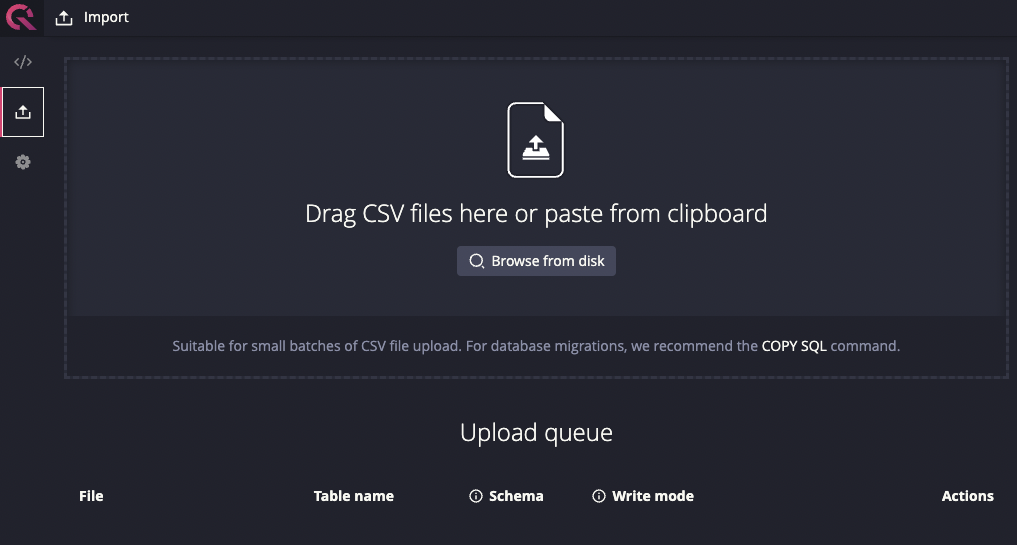 Import
</>
Drag CSV files here or paste from clipboard
Browse from disk
Suitable for small batches of CSV file upload. For database migrations, we recommend the COPY SQL command.
Upload queue
File Table name Schema Write mode Actions